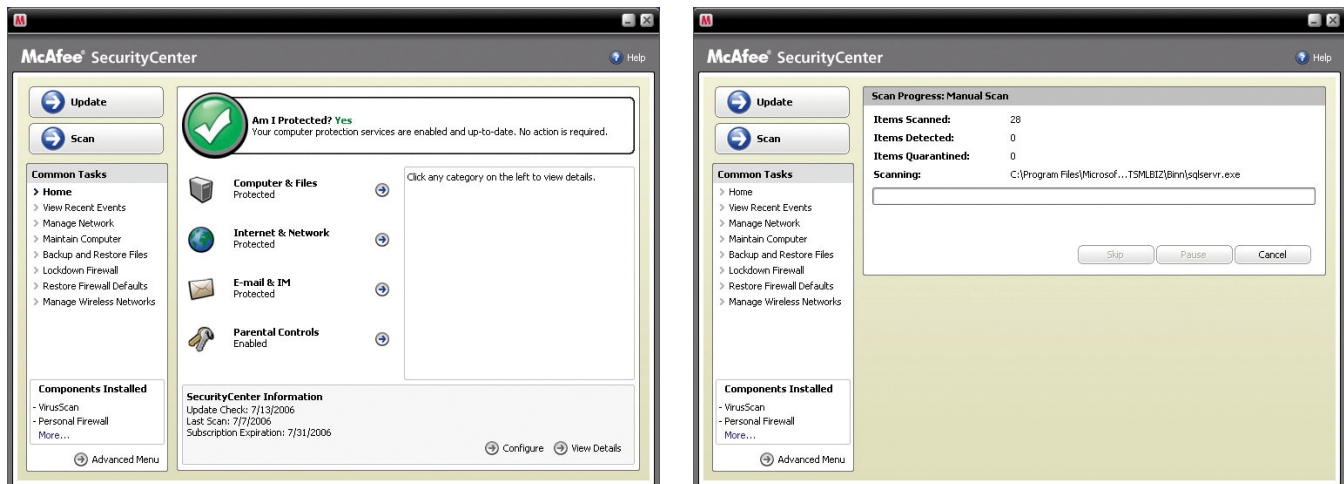 McAfee® SecurityCenter
Help
Update
Scan
Common Tasks
> Home
> View Recent Events
> Manage Network
> Maintain Computer
> Backup and Restore Files
> Lockdown Firewall
> Restore Firewall Defaults
> Manage Wireless Networks
Components Installed
- VirusScan
- Personal Firewall
More...
Advanced Menu
Am I Protected? Yes
Your computer protection services are enabled and up-to-date. No action is required.
Computer & Files
Protected
Internet & Network
Protected
E-mail & IM
Protected
Parental Controls
Enabled
Click any category on the left to view details.
SecurityCenter Information
Update Check: 7/13/2006
Last Scan: 7/7/2006
Subscription Expiration: 7/31/2006
Configure
View Details
McAfee® SecurityCenter
Help
Update
Scan
Common Tasks
> Home
> View Recent Events
> Manage Network
> Maintain Computer
> Backup and Restore Files
> Lockdown Firewall
> Restore Firewall Defaults
> Manage Wireless Networks
Components Installed
- VirusScan
- Personal Firewall
More...
Advanced Menu
Scan Progress: Manual Scan
Items Scanned: 28
Items Detected: 0
Items Quarantined: 0
Scanning: C:\Program Files\Microsof...TSMLBIZ\Binn\sqlservr.exe
Skip
Pause
Cancel